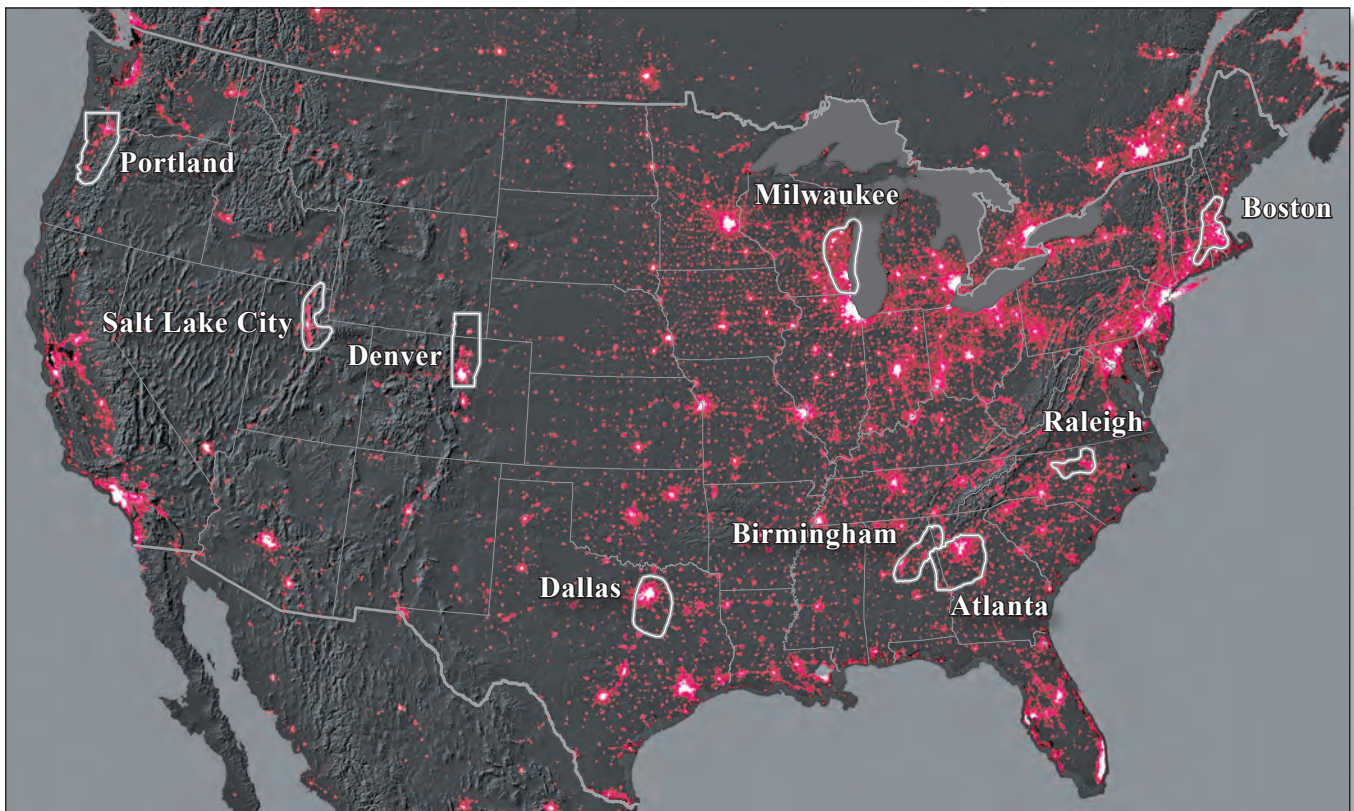 Portland
Milwaukee
Boston
Salt Lake City
Denver
Raleigh
Birmingham
Dallas
Atlanta